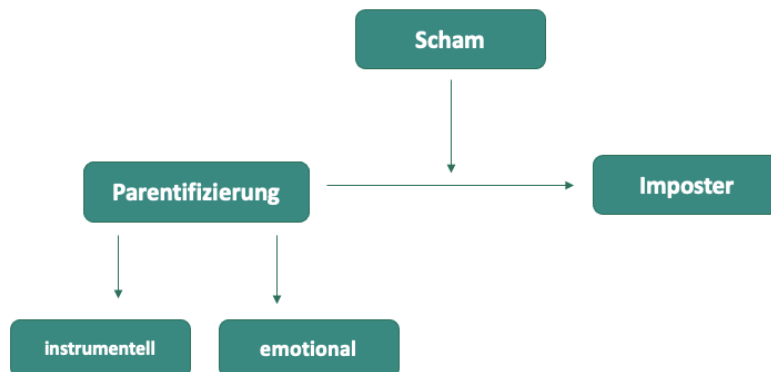 Scham
Parentifizierung
Imposter
instrumentell
emotional